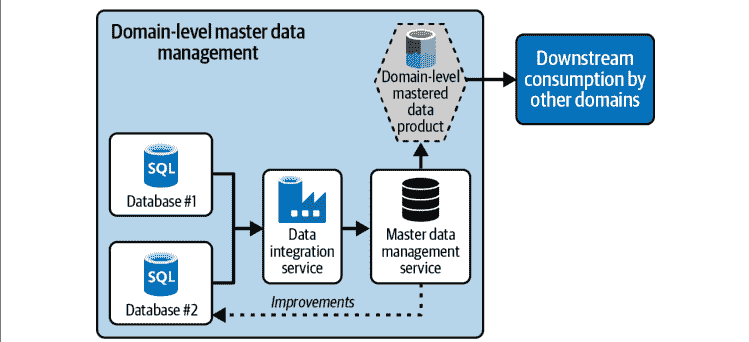 Domain-level master data
management
Domain-level
mastered
data
product
Downstream
consumption by
other domains
SQL
Database #1
SQL
Database #2
Data
integration
service
Master data
management
service
Improvements